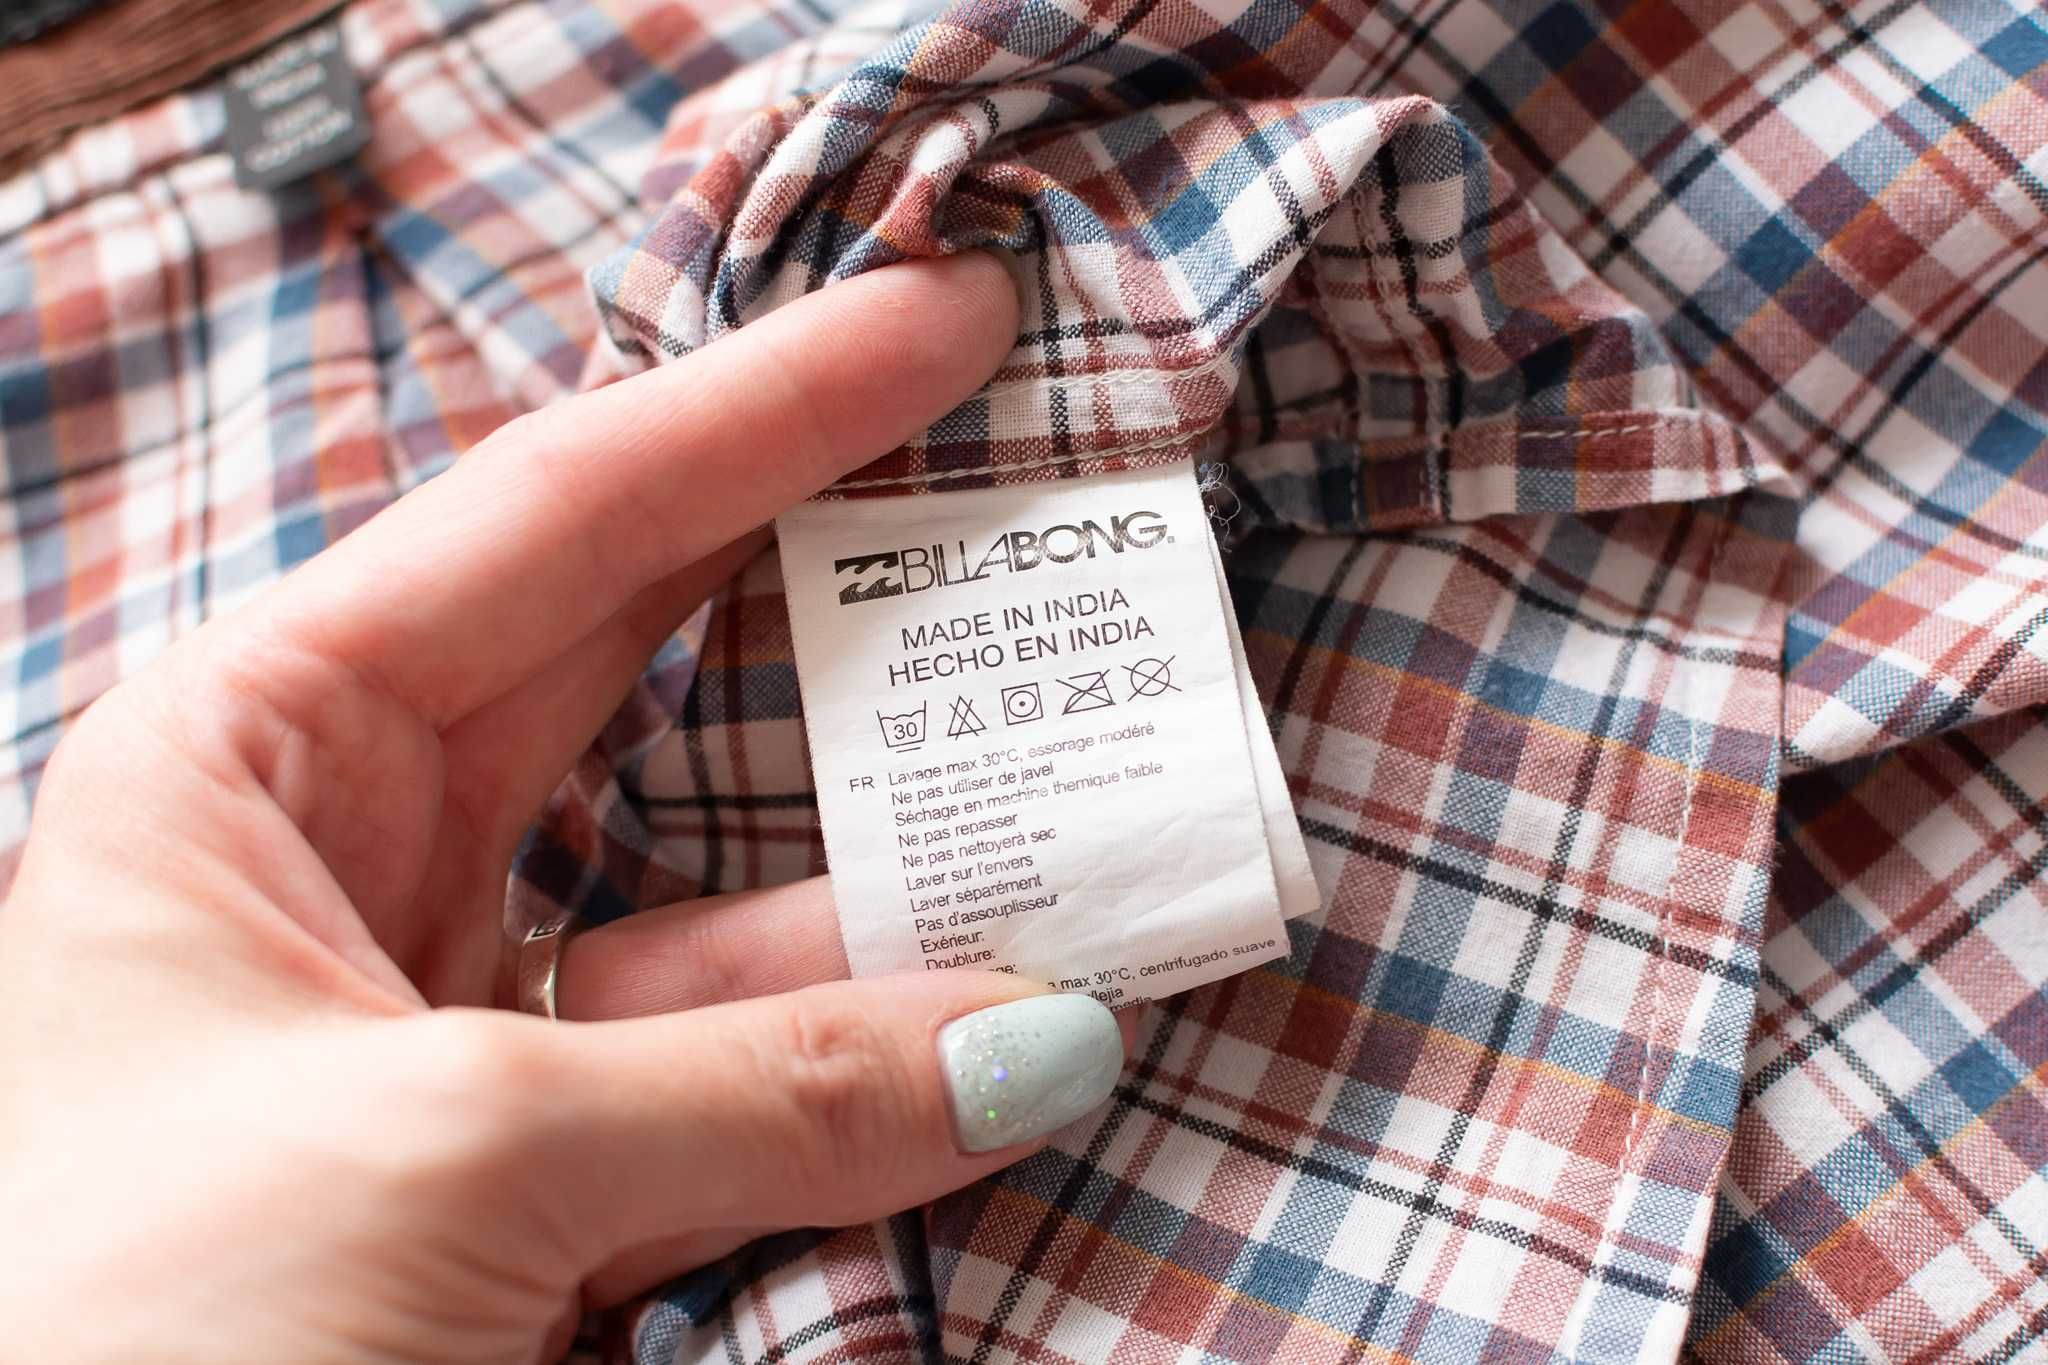 COTTON
BILLABONG.
MADE IN INDIA
HECHO EN INDIA
30
FR Lavage max 30°C, essorage modéré
Ne pas utiliser de javel
Séchage en machine themique faible
Ne pas repasser
Ne pas nettoyerà sec
Laver sur l'envers
Laver séparément
Pas d'assouplisseur
Exérieur:
Doublure:
max 30°C, centrifugado suave